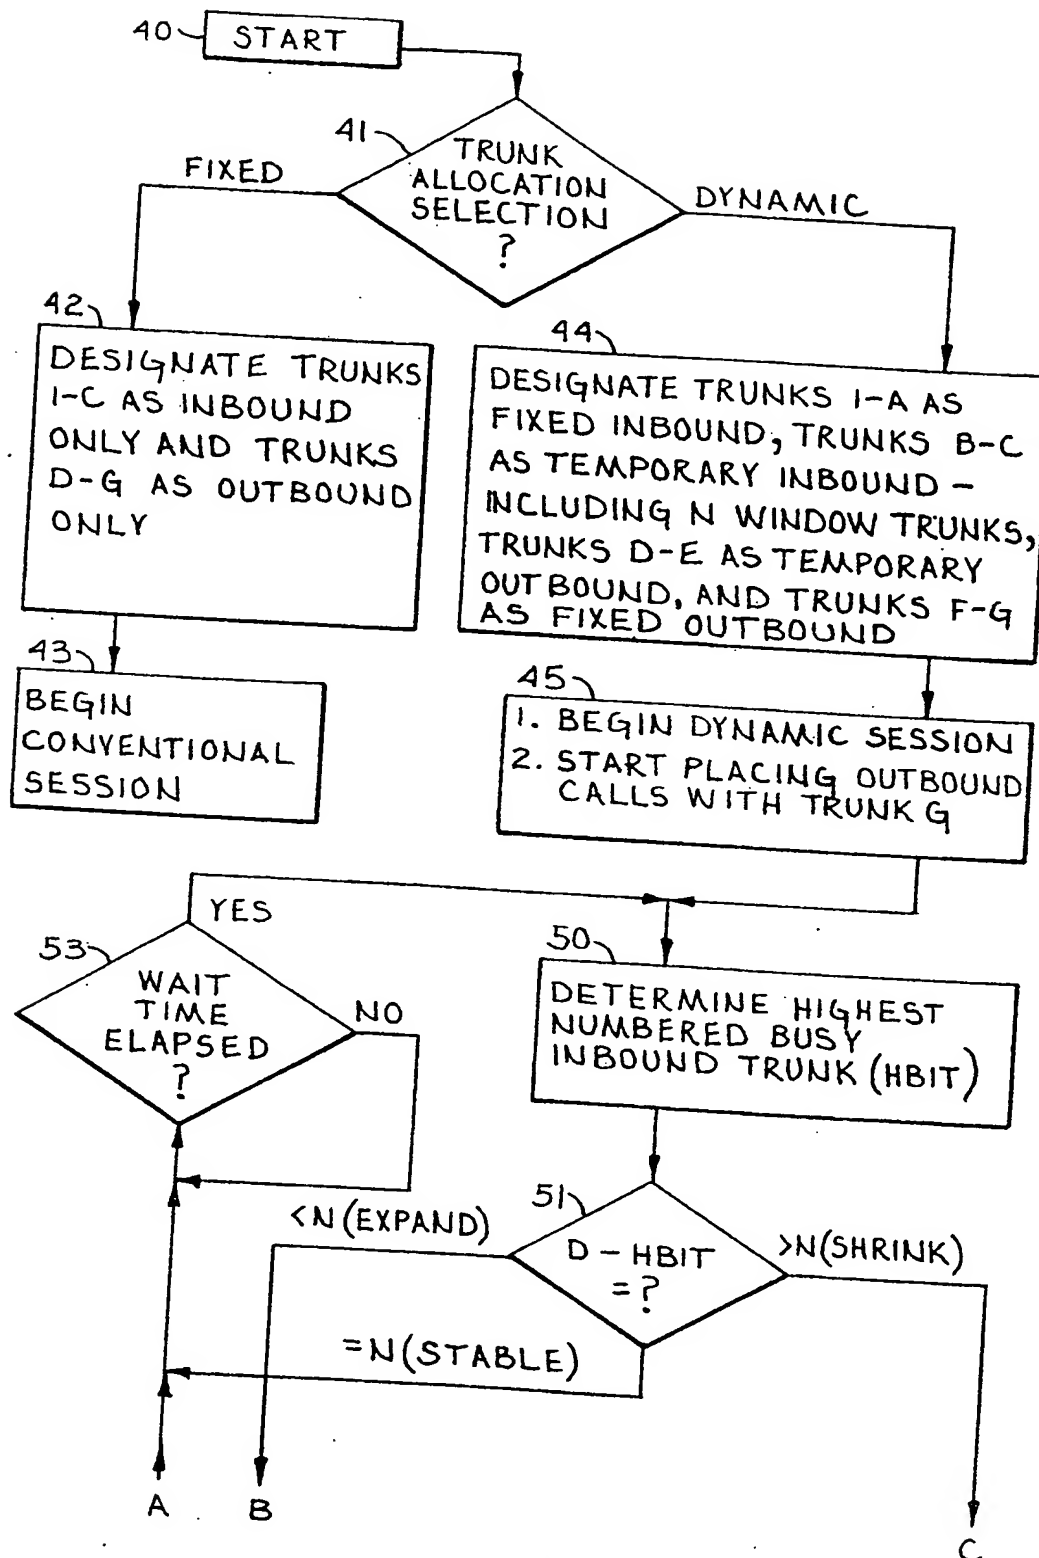 40
START
41
TRUNK
ALLOCATION
SELECTION
?
FIXED
DYNAMIC
42
DESIGNATE TRUNKS
1-C AS INBOUND
ONLY AND TRUNKS
D-G AS OUTBOUND
ONLY
44
DESIGNATE TRUNKS 1-A AS
FIXED INBOUND, TRUNKS B-C
AS TEMPORARY INBOUND -
INCLUDING N WINDOW TRUNKS,
TRUNKS D-E AS TEMPORARY
OUTBOUND, AND TRUNKS F-G
AS FIXED OUTBOUND
43
BEGIN
CONVENTIONAL
SESSION
45
1. BEGIN DYNAMIC SESSION
2. START PLACING OUTBOUND
CALLS WITH TRUNK G
YES
53
WAIT
TIME
ELAPSED
?
NO
50
DETERMINE HIGHEST
NUMBERED BUSY
INBOUND TRUNK (HBIT)
51
D - HBIT
= ?
<N (EXPAND)
>N (SHRINK)
=N (STABLE)
A
B
C